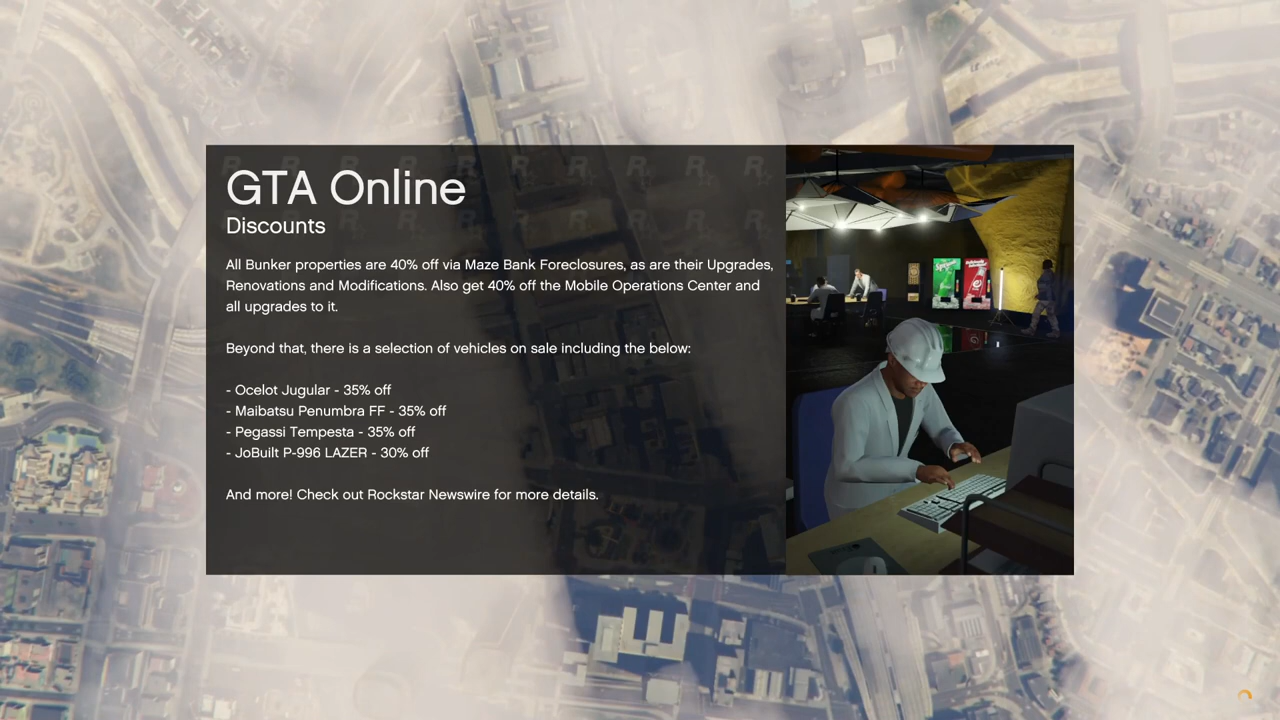 GTA Online
Discounts
All Bunker properties are 40% off via Maze Bank Foreclosures, as are their Upgrades,
Renovations and Modifications. Also get 40% off the Mobile Operations Center and
all upgrades to it.
Beyond that, there is a selection of vehicles on sale including the below:
- Ocelot Jugular - 35% off
- Maibatsu Penumbra FF - 35% off
- Pegassi Tempesta - 35% off
- JoBuilt P-996 LAZER - 30% off
And more! Check out Rockstar Newswire for more details.